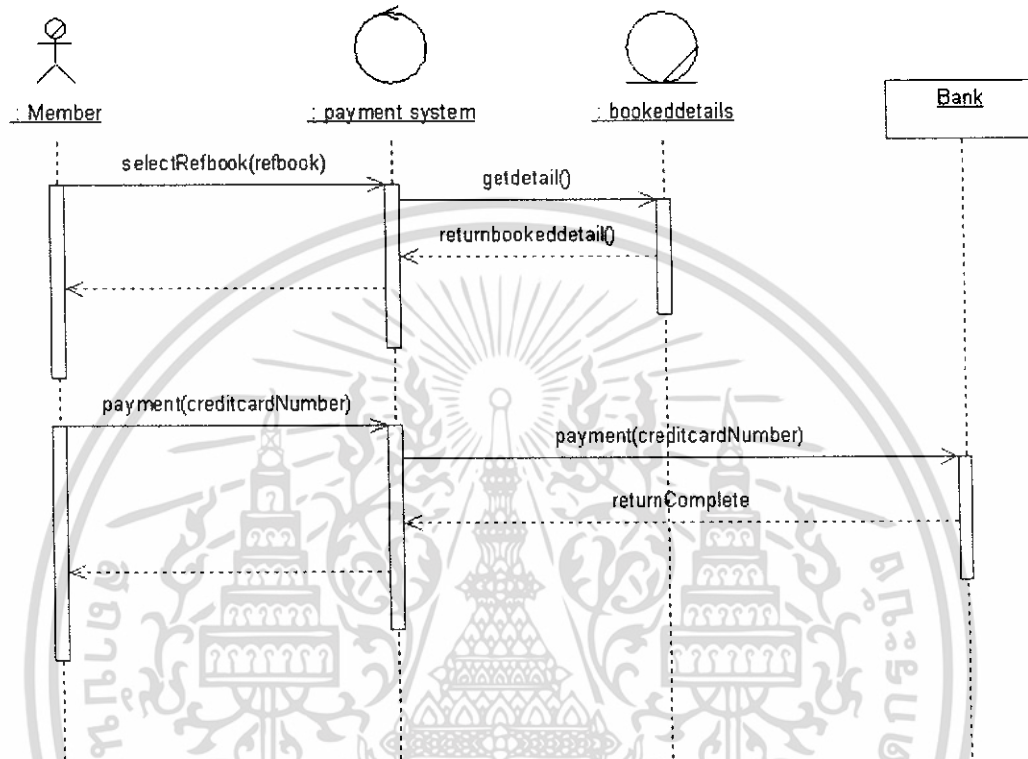 : Member
: payment system
: bookeddetails
Bank
selectRefbook(refbook)
getdetail()
returnbookeddetail()
payment(creditcardNumber)
payment(creditcardNumber)
returnComplete